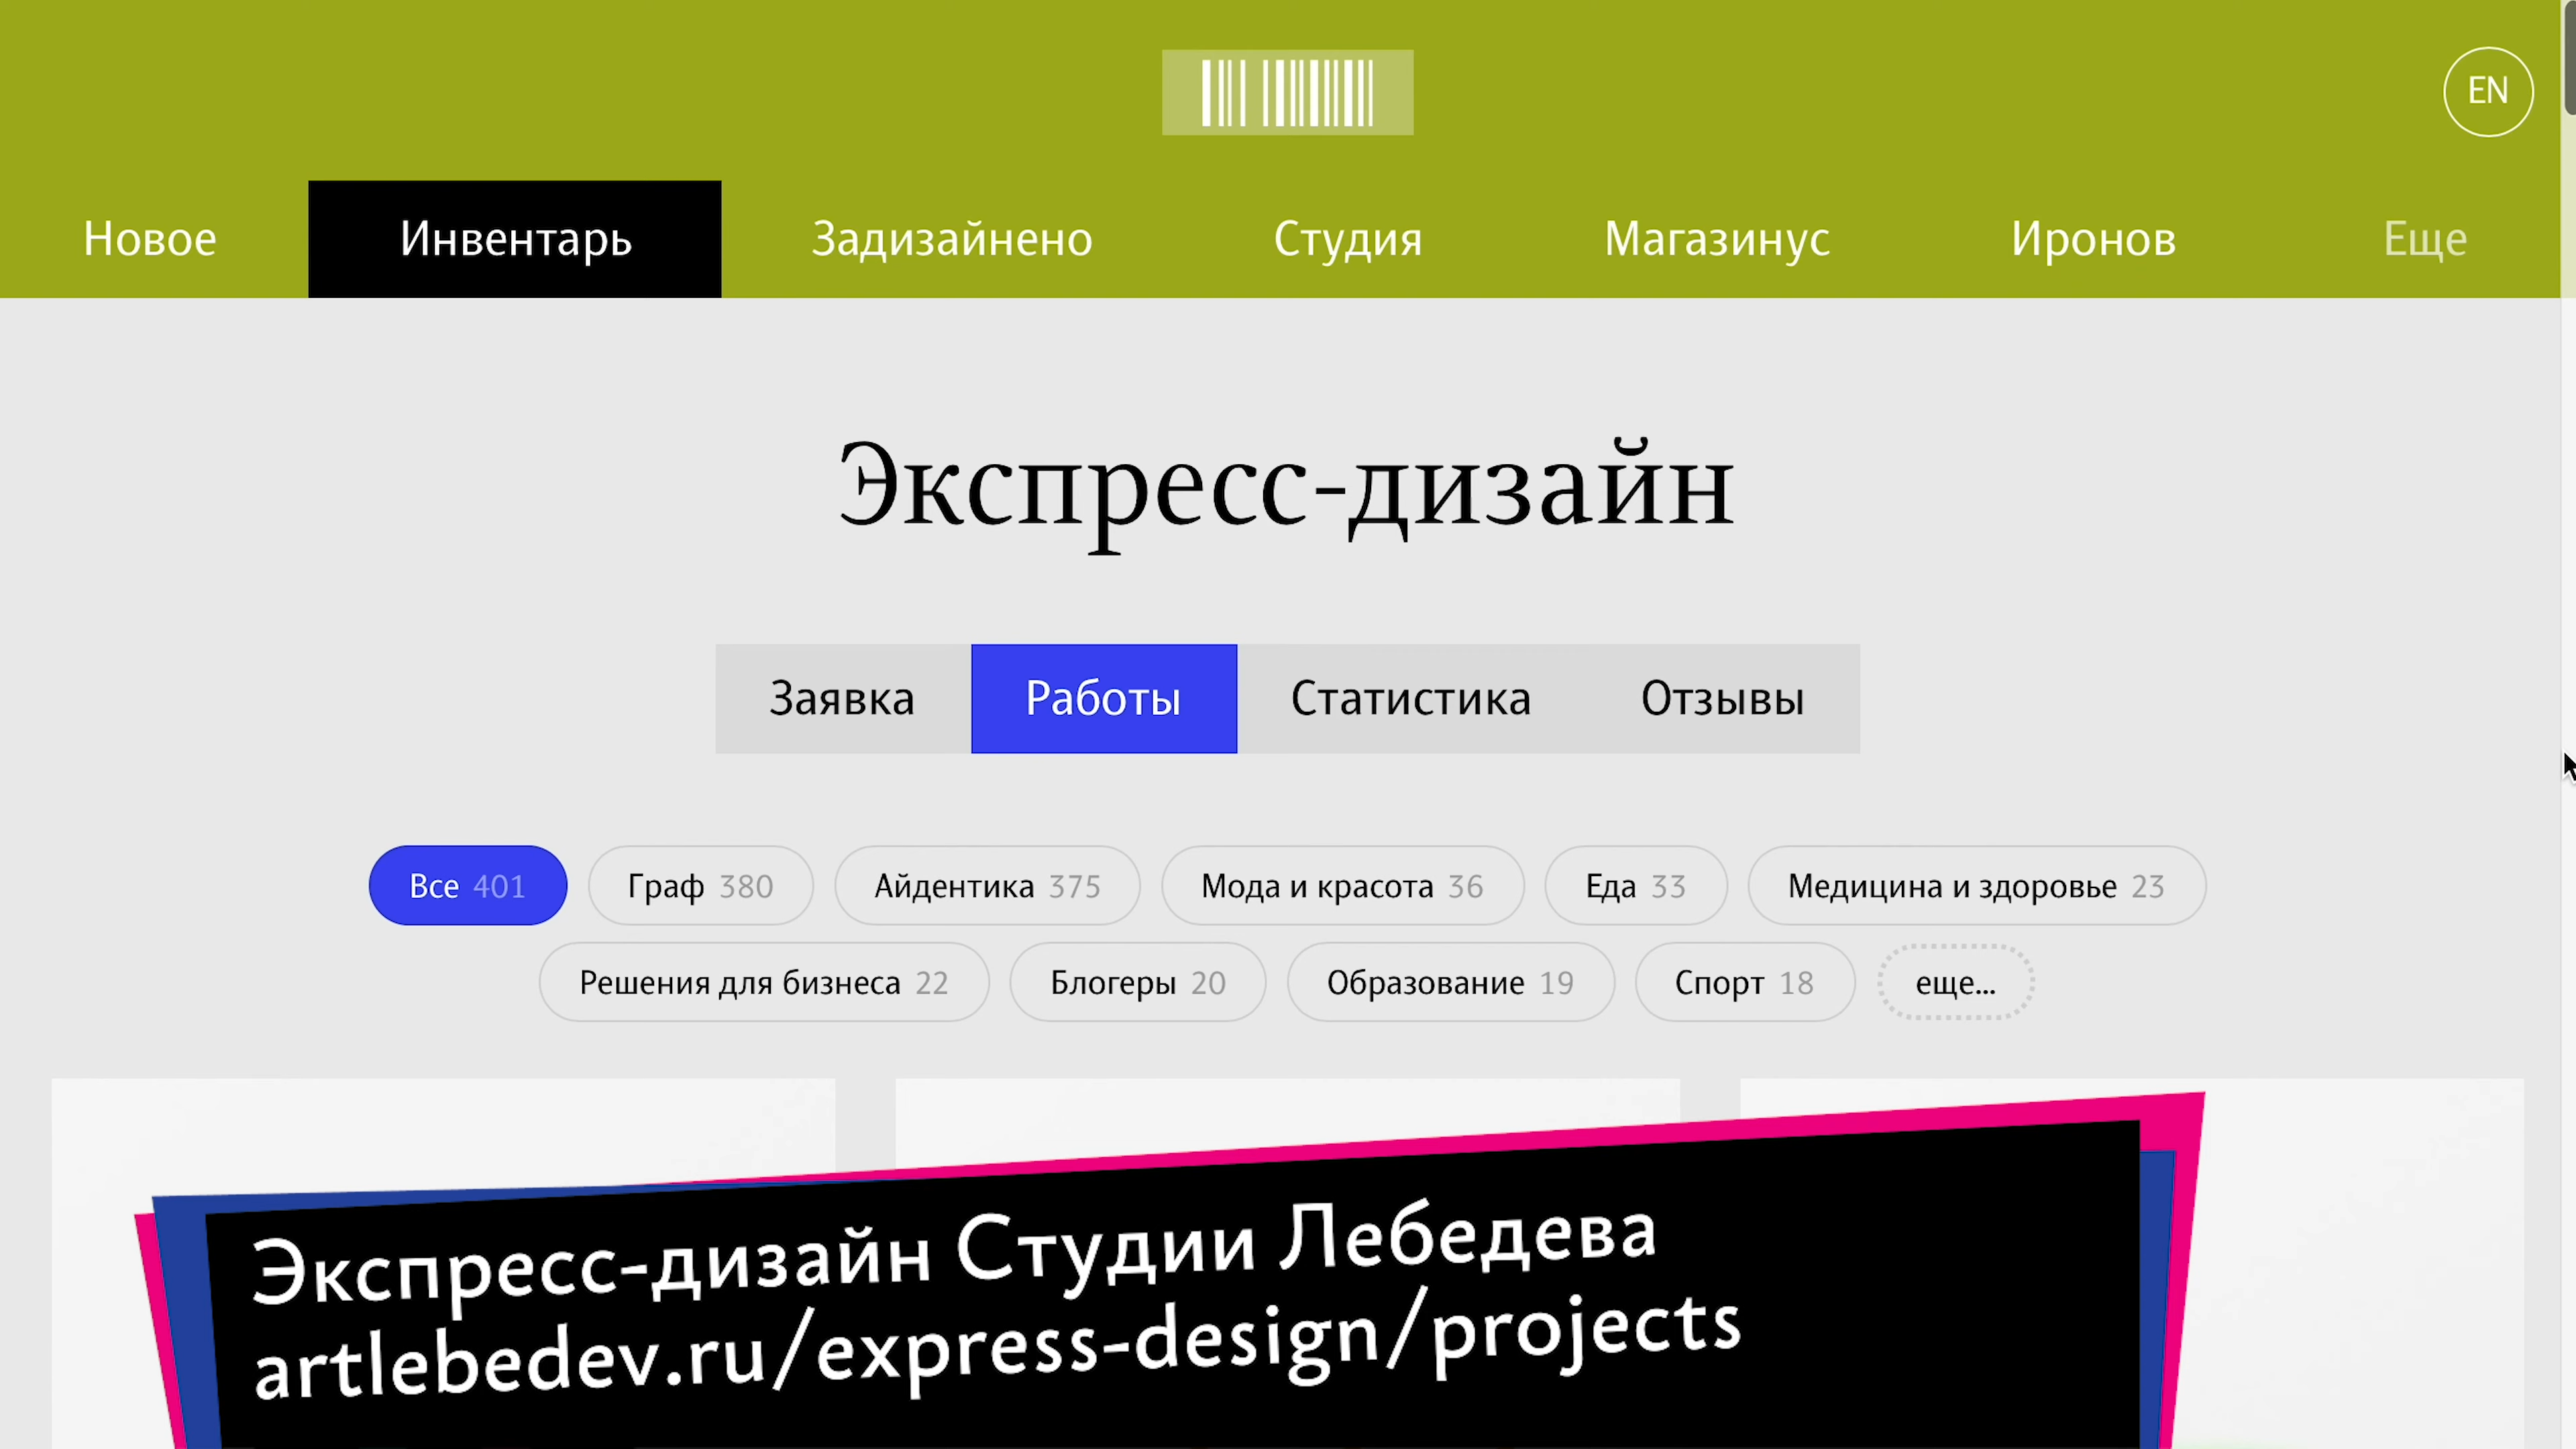 EN
Новое Инвентарь Задизайнено Студия Магазинус Иронов Еще
Экспресс-дизайн
Заявка Работы Статистика Отзывы
Все 401 Граф 380 Айдентика 375 Мода и красота 36 Еда 33 Медицина и здоровье 23
Решения для бизнеса 22 Блогеры 20 Образование 19 Спорт 18 еще...
Экспресс-дизайн Студии Лебедева
artlebedev.ru/express-design/projects